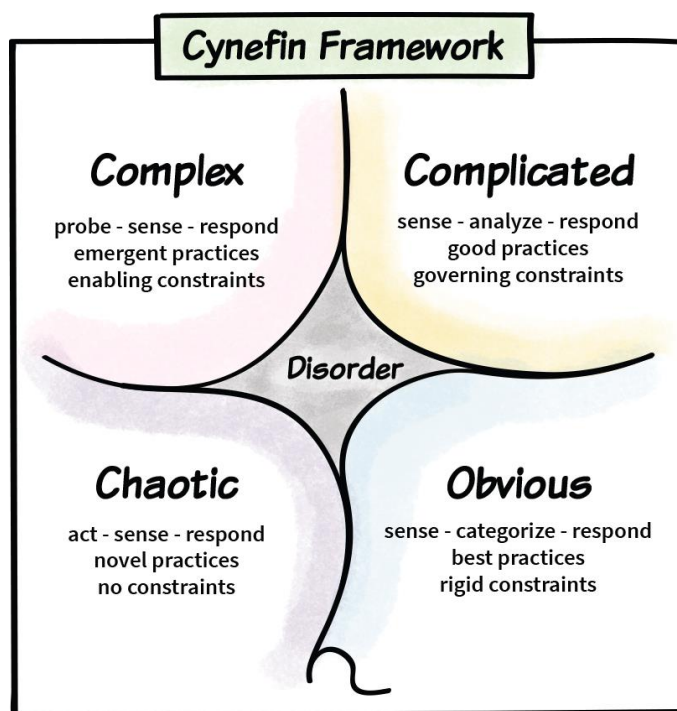 Cynefin Framework
Complex
probe - sense - respond
emergent practices
enabling constraints
Complicated
sense - analyze - respond
good practices
governing constraints
Disorder
Chaotic
act - sense - respond
novel practices
no constraints
Obvious
sense - categorize - respond
best practices
rigid constraints